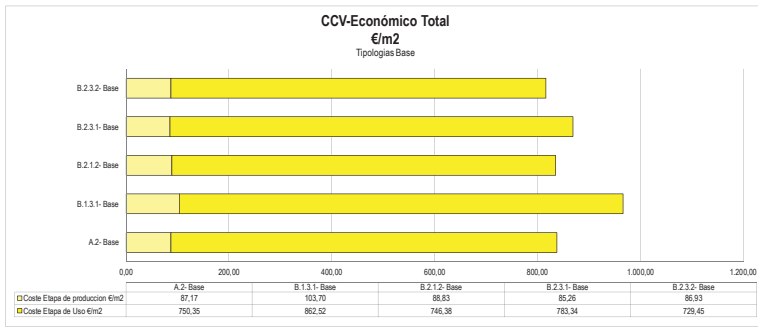 CCV-Económico Total
€/m2
Tipologias Base
B.2.3.2- Base
B.2.3.1- Base
B.2.1.2- Base
B.1.3.1- Base
A.2- Base
0,00 200,00 400,00 600,00 800,00 1.000,00 1.200,00
A.2- Base B.1.3.1- Base B.2.1.2- Base B.2.3.1- Base B.2.3.2- Base
Coste Etapa de produccion €/m2 87,17 103,70 88,83 85,26 86,93
Coste Etapa de Uso €/m2 750,35 862,52 746,38 783,34 729,45